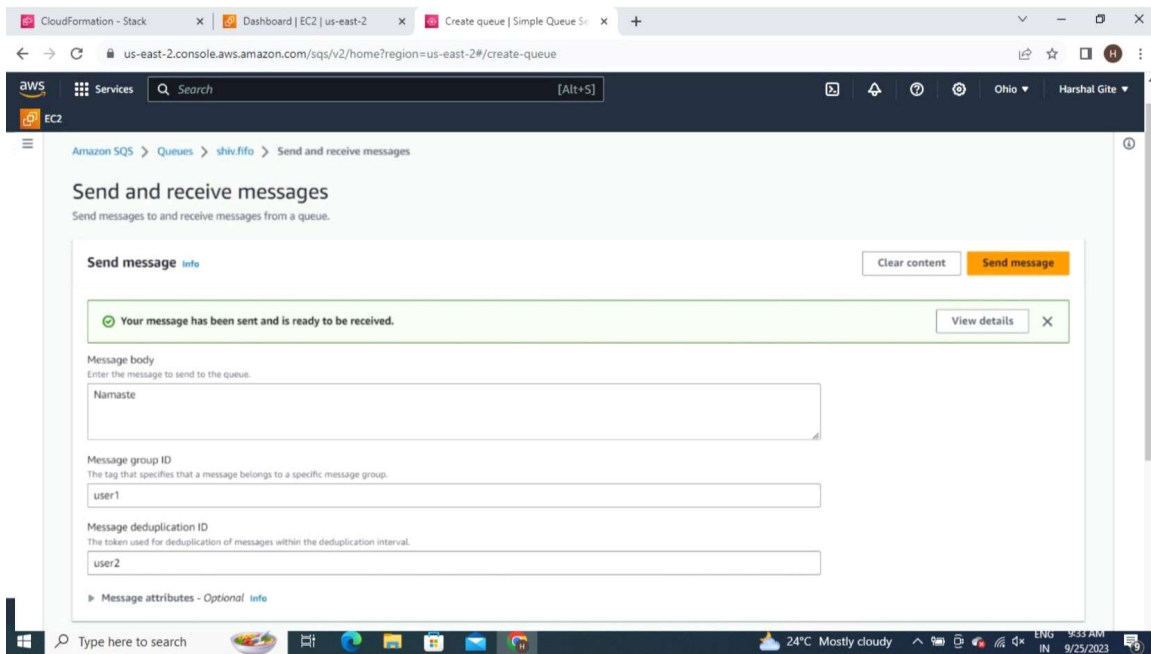 CloudFormation - Stack
Dashboard | EC2 | us-east-2
Create queue | Simple Queue Se
us-east-2.console.aws.amazon.com/sqs/v2/home?region=us-east-2#/create-queue
H
aws
Services
Search
[Alt+S]
Ohio
Harshal Gite
EC2
Amazon SQS > Queues > shiv.fifo > Send and receive messages
Send and receive messages
Send messages to and receive messages from a queue.
Send message Info
Clear content
Send message
Your message has been sent and is ready to be received.
View details
Message body
Enter the message to send to the queue.
Namaste
Message group ID
The tag that specifies that a message belongs to a specific message group.
user1
Message deduplication ID
The token used for deduplication of messages within the deduplication interval.
user2
Message attributes - Optional Info
Type here to search
24°C Mostly cloudy
ENG
IN
9:33 AM
9/25/2023